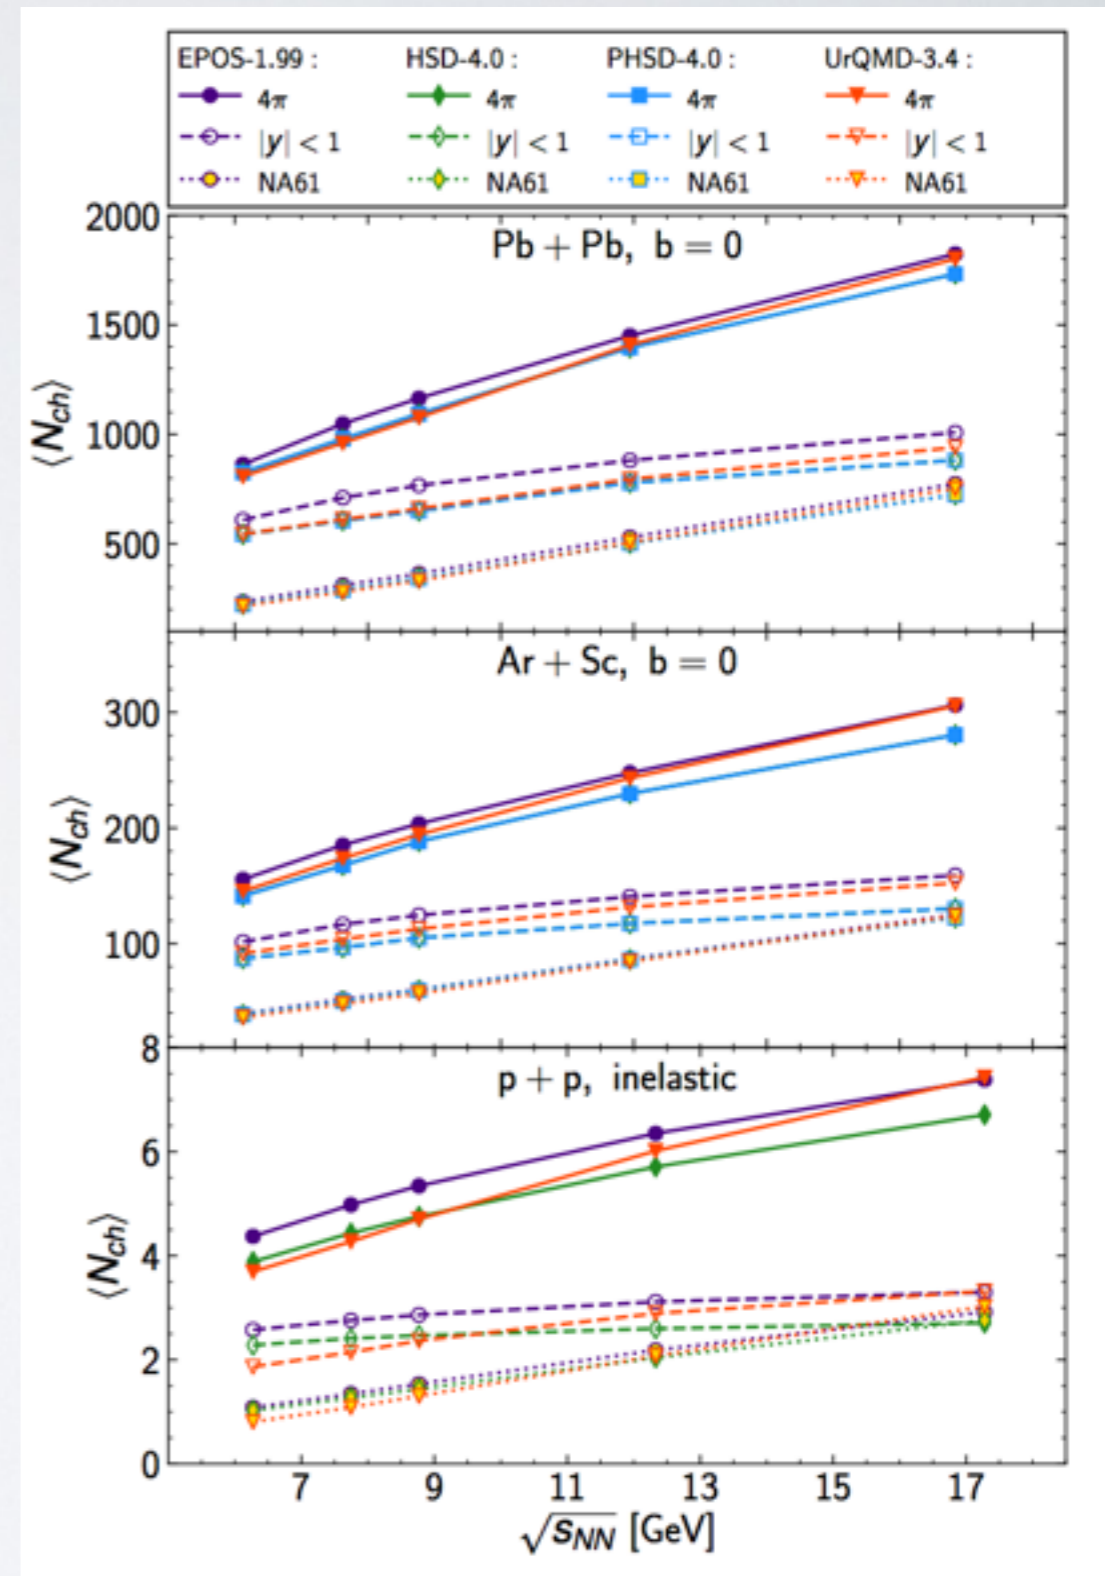 EPOS-1.99 : HSD-4.0 : PHSD-4.0 : UrQMD-3.4 :
4π 4π 4π 4π
|y| < 1 |y| < 1 |y| < 1 |y| < 1
NA61 NA61 NA61 NA61
2000
Pb + Pb, b = 0
1500
1000
500
⟨N_ch⟩
Ar + Sc, b = 0
300
200
100
8
⟨N_ch⟩
8
p + p, inelastic
6
4
2
0
⟨N_ch⟩
7 9 11 13 15 17
√s_NN [GeV]